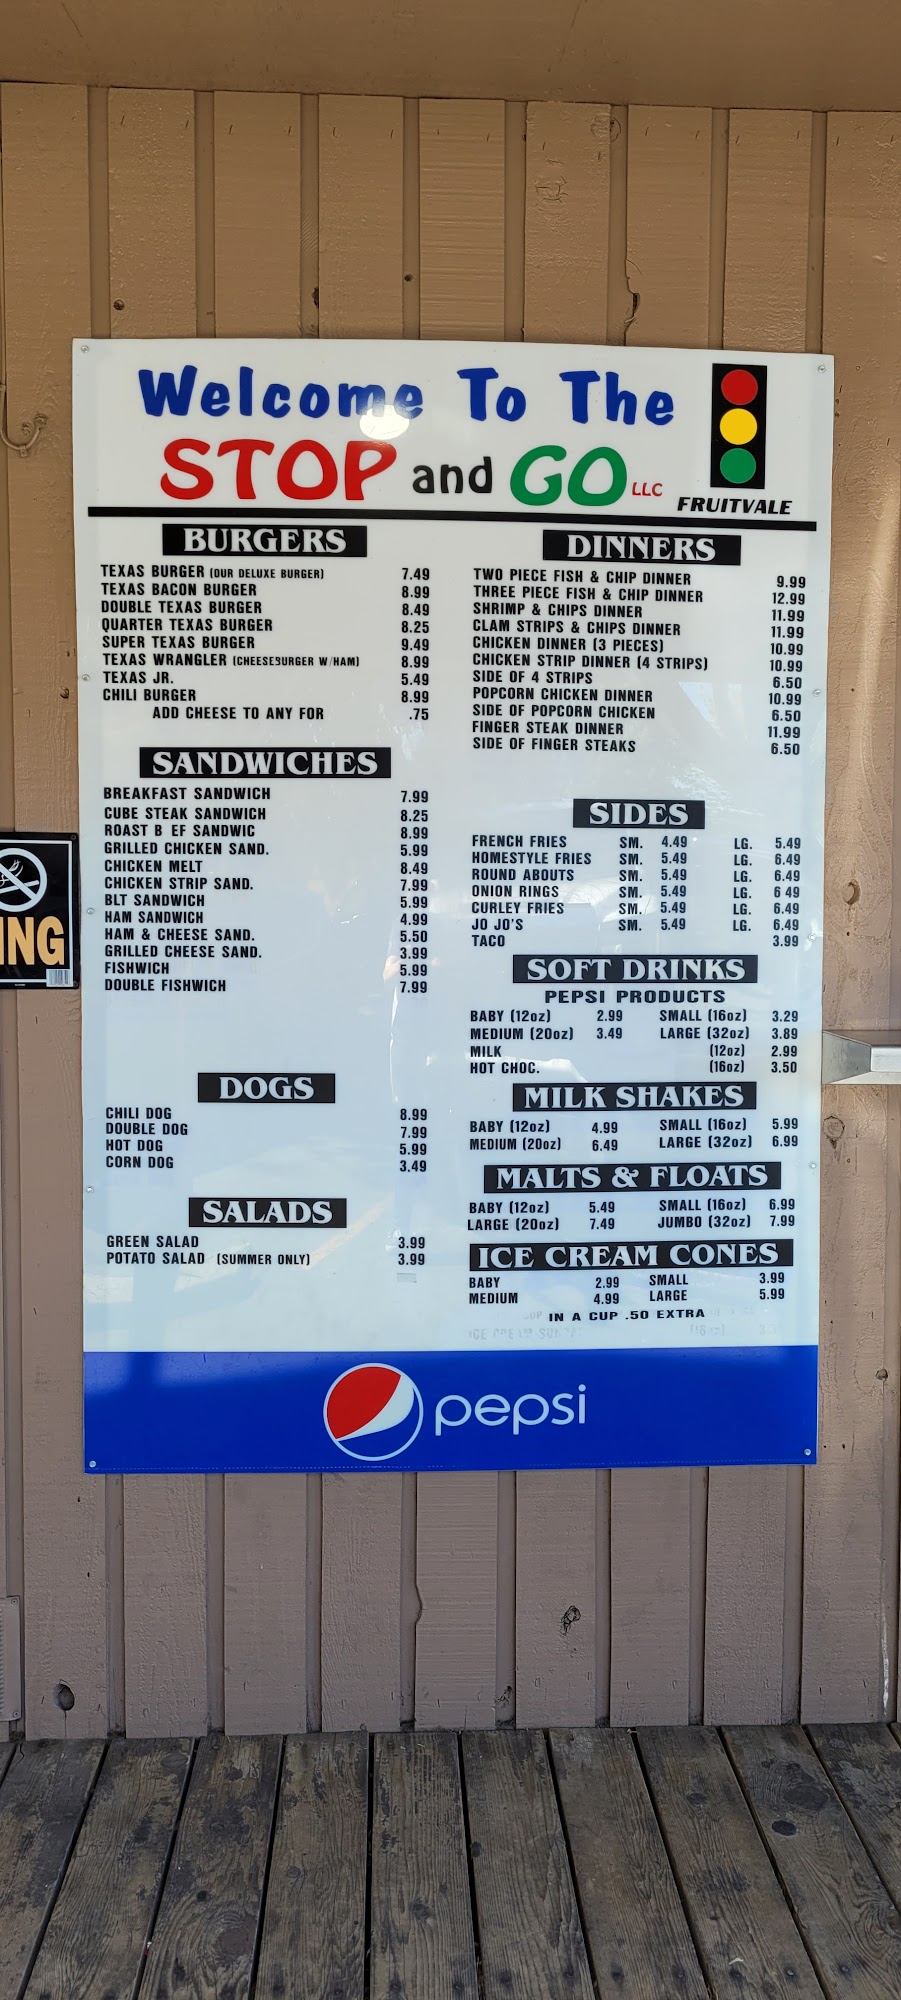 Welcome To The
STOP and GO LLC
FRUITVALE
BURGERS
TEXAS BURGER (OUR DELUXE BURGER) 7.49
TEXAS BACON BURGER 8.99
DOUBLE TEXAS BURGER 8.49
QUARTER TEXAS BURGER 8.25
SUPER TEXAS BURGER 9.49
TEXAS WRANGLER (CHEESEBURGER W/HAM) 8.99
TEXAS JR. 5.49
CHILI BURGER 8.99
ADD CHEESE TO ANY FOR .75
SANDWICHES
BREAKFAST SANDWICH 7.99
CUBE STEAK SANDWICH 8.25
ROAST B EF SANDWIC 8.99
GRILLED CHICKEN SAND. 5.99
CHICKEN MELT 8.49
CHICKEN STRIP SAND. 7.99
BLT SANDWICH 5.99
HAM SANDWICH 4.99
HAM & CHEESE SAND. 5.50
GRILLED CHEESE SAND. 3.99
FISHWICH 5.99
DOUBLE FISHWICH 7.99
DOGS
CHILI DOG 8.99
DOUBLE DOG 7.99
HOT DOG 5.99
CORN DOG 3.49
SALADS
GREEN SALAD 3.99
POTATO SALAD (SUMMER ONLY) 3.99
DINNERS
TWO PIECE FISH & CHIP DINNER 9.99
THREE PIECE FISH & CHIP DINNER 12.99
SHRIMP & CHIPS DINNER 11.99
CLAM STRIPS & CHIPS DINNER 11.99
CHICKEN DINNER (3 PIECES) 10.99
CHICKEN STRIP DINNER (4 STRIPS) 10.99
SIDE OF 4 STRIPS 6.50
POPCORN CHICKEN DINNER 10.99
SIDE OF POPCORN CHICKEN 6.50
FINGER STEAK DINNER 11.99
SIDE OF FINGER STEAKS 6.50
SIDES
FRENCH FRIES SM. 4.49 LG. 5.49
HOMESTYLE FRIES SM. 5.49 LG. 6.49
ROUND ABOUTS SM. 5.49 LG. 6.49
ONION RINGS SM. 5.49 LG. 6 49
CURLEY FRIES SM. 5.49 LG. 6.49
JO JO'S SM. 5.49 LG. 6.49
TACO 3.99
SOFT DRINKS
PEPSI PRODUCTS
BABY (12oz) 2.99 SMALL (16oz) 3.29
MEDIUM (20oz) 3.49 LARGE (32oz) 3.89
MILK (12oz) 2.99
HOT CHOC. (16oz) 3.50
MILK SHAKES
BABY (12oz) 4.99 SMALL (16oz) 5.99
MEDIUM (20oz) 6.49 LARGE (32oz) 6.99
MALTS & FLOATS
BABY (12oz) 5.49 SMALL (16oz) 6.99
LARGE (20oz) 7.49 JUMBO (32oz) 7.99
ICE CREAM CONES
BABY 2.99 SMALL 3.99
MEDIUM 4.99 LARGE 5.99
IN A CUP .50 EXTRA
pepsi
ING